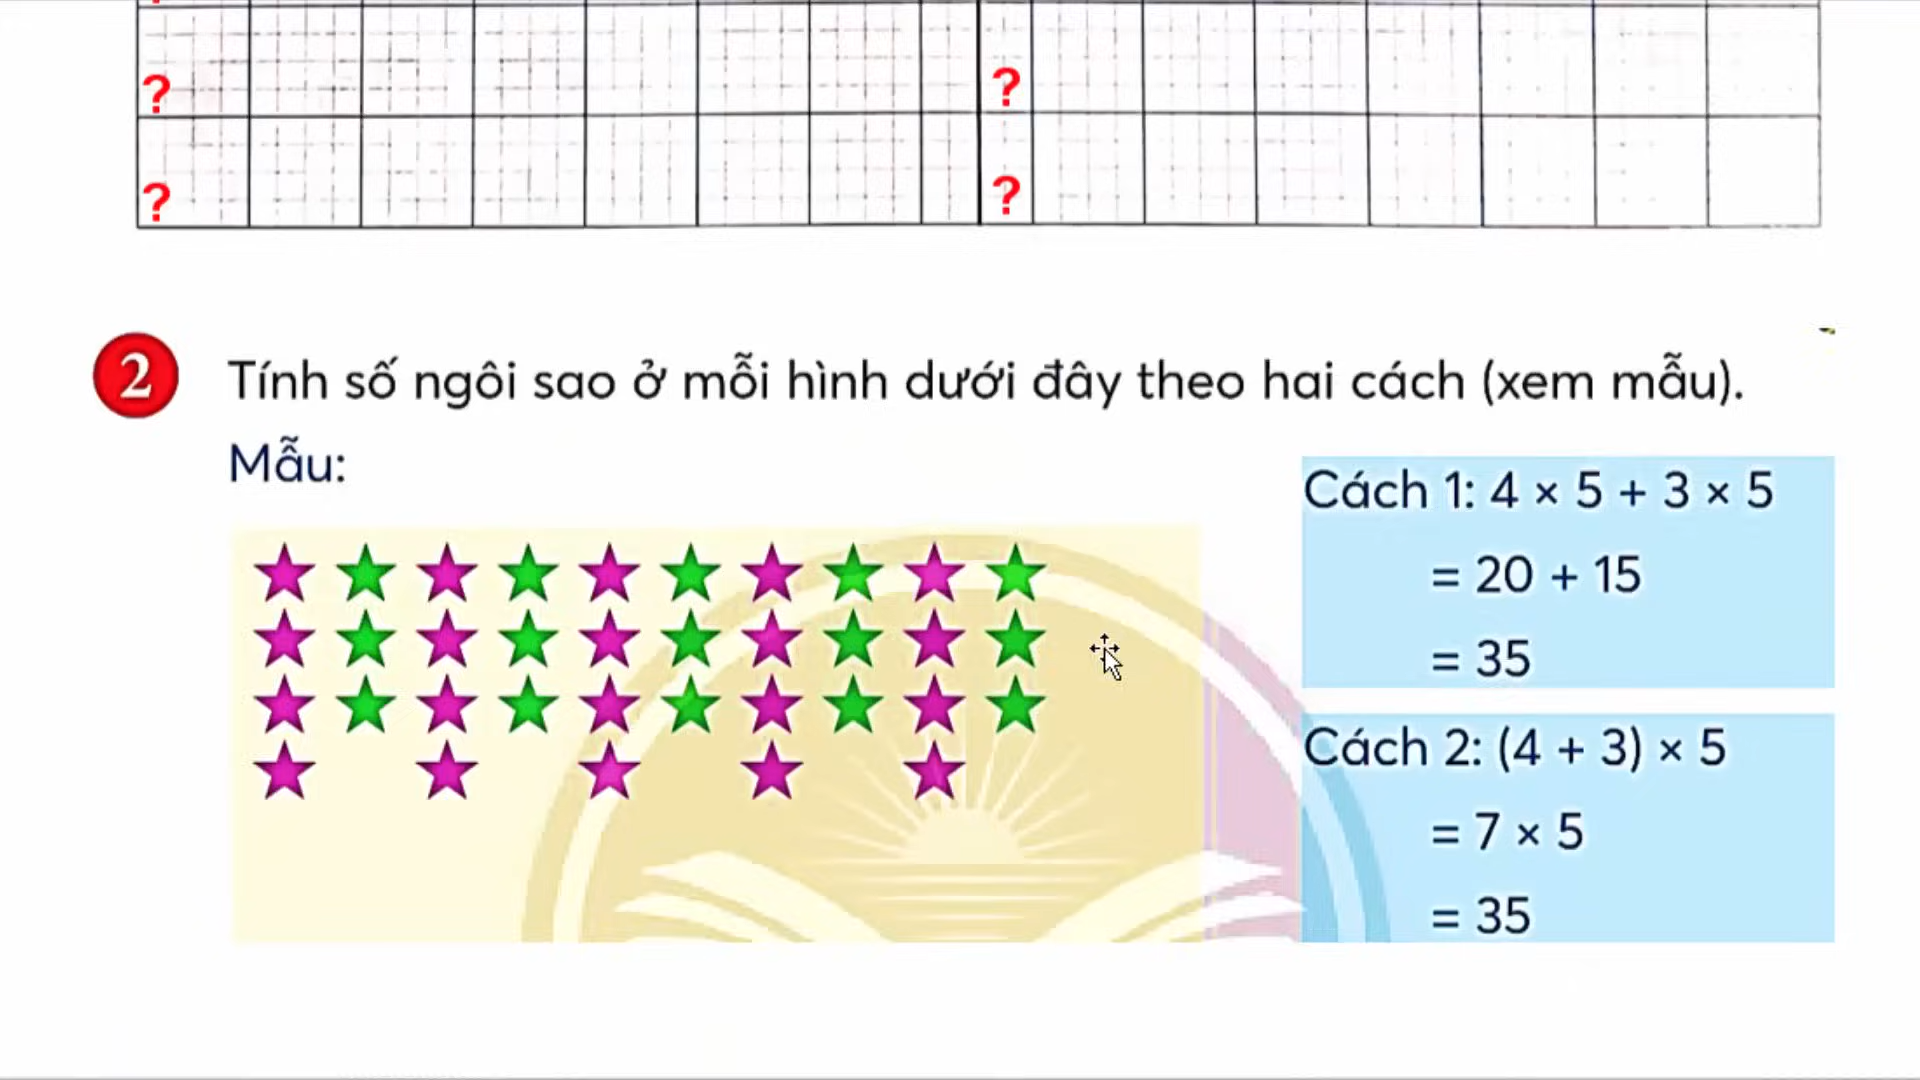 ? ?
? ?
2 Tính số ngôi sao ở mỗi hình dưới đây theo hai cách (xem mẫu).
Mẫu:
Cách 1: 4 × 5 + 3 × 5
= 20 + 15
= 35
Cách 2: (4 + 3) × 5
= 7 × 5
= 35